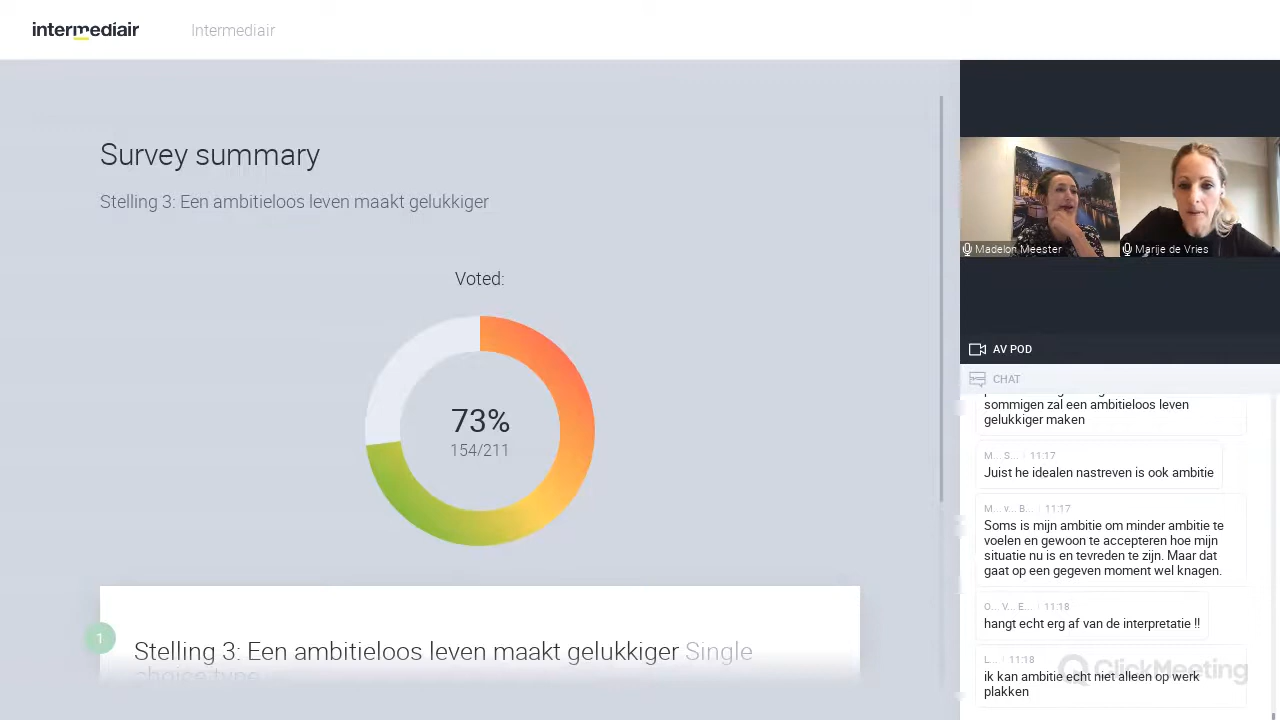 intermediair
Intermediair
Survey summary
Stelling 3: Een ambitieloos leven maakt gelukkiger
Voted:
73%
154/211
1
Stelling 3: Een ambitieloos leven maakt gelukkiger Single
choice type
Madelon Meester
Marije de Vries
AV POD
CHAT
sommigen zal een ambitieloos leven
gelukkiger maken
M... S... 11:17
Juist he idealen nastreven is ook ambitie
M... v... B... 11:17
Soms is mijn ambitie om minder ambitie te
voelen en gewoon te accepteren hoe mijn
situatie nu is en tevreden te zijn. Maar dat
gaat op een gegeven moment wel knagen.
O... V... E... 11:18
hangt echt erg af van de interpretatie !!
L... 11:18
ik kan ambitie echt niet alleen op werk
plakken
ClickMeeting